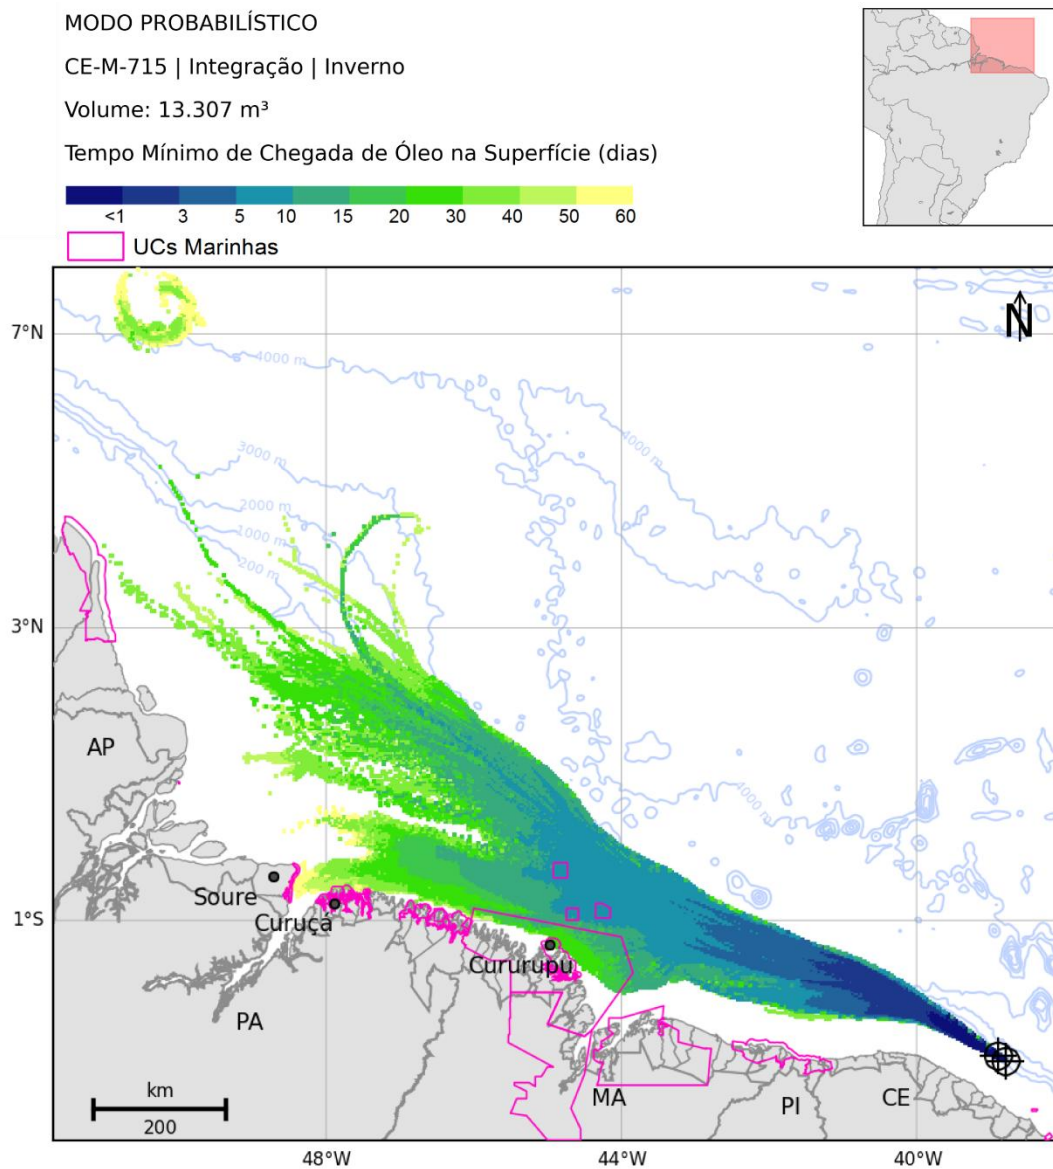 MODO PROBABILÍSTICO
CE-M-715 | Integração | Inverno
Volume: 13.307 m³
Tempo Mínimo de Chegada de Óleo na Superfície (dias)
<1 3 5 10 15 20 30 40 50 60
UCs Marinhas
7°N
N
4000 m
4000 m
3000 m
2000 m
1000 m
200 m
3°N
AP
4000 m
Soure
Curuçá
1°S
Cururupu
PA
km
200
MA
PI
CE
48°W
44°W
40°W